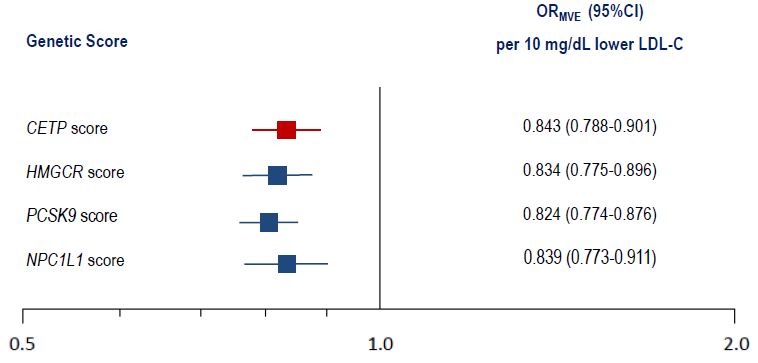 OR_MVE (95%CI)
Genetic Score
per 10 mg/dL lower LDL-C
CETP score
0.843 (0.788-0.901)
HMGCR score
0.834 (0.775-0.896)
PCSK9 score
0.824 (0.774-0.876)
NPC1L1 score
0.839 (0.773-0.911)
0.5
1.0
2.0